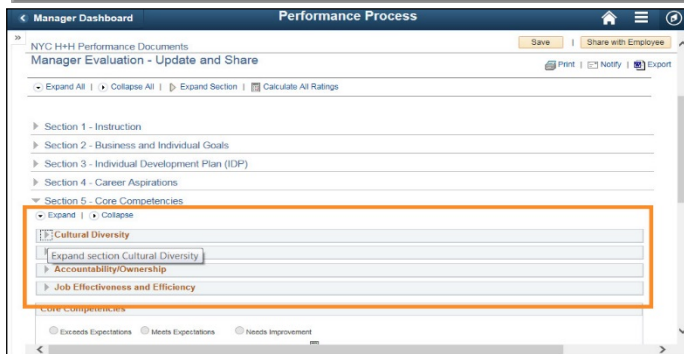 Manager Dashboard
Performance Process
»
NYC H+H Performance Documents
Save | Share with Employee
Manager Evaluation - Update and Share
Print | Notify | Export
Expand All | Collapse All | Expand Section | Calculate All Ratings
Section 1 - Instruction
Section 2 - Business and Individual Goals
Section 3 - Individual Development Plan (IDP)
Section 4 - Career Aspirations
Section 5 - Core Competencies
Expand | Collapse
Cultural Diversity
Expand section Cultural Diversity
Accountability/Ownership
Job Effectiveness and Efficiency
Core Competencies
Exceeds Expectations Meets Expectations Needs Improvement